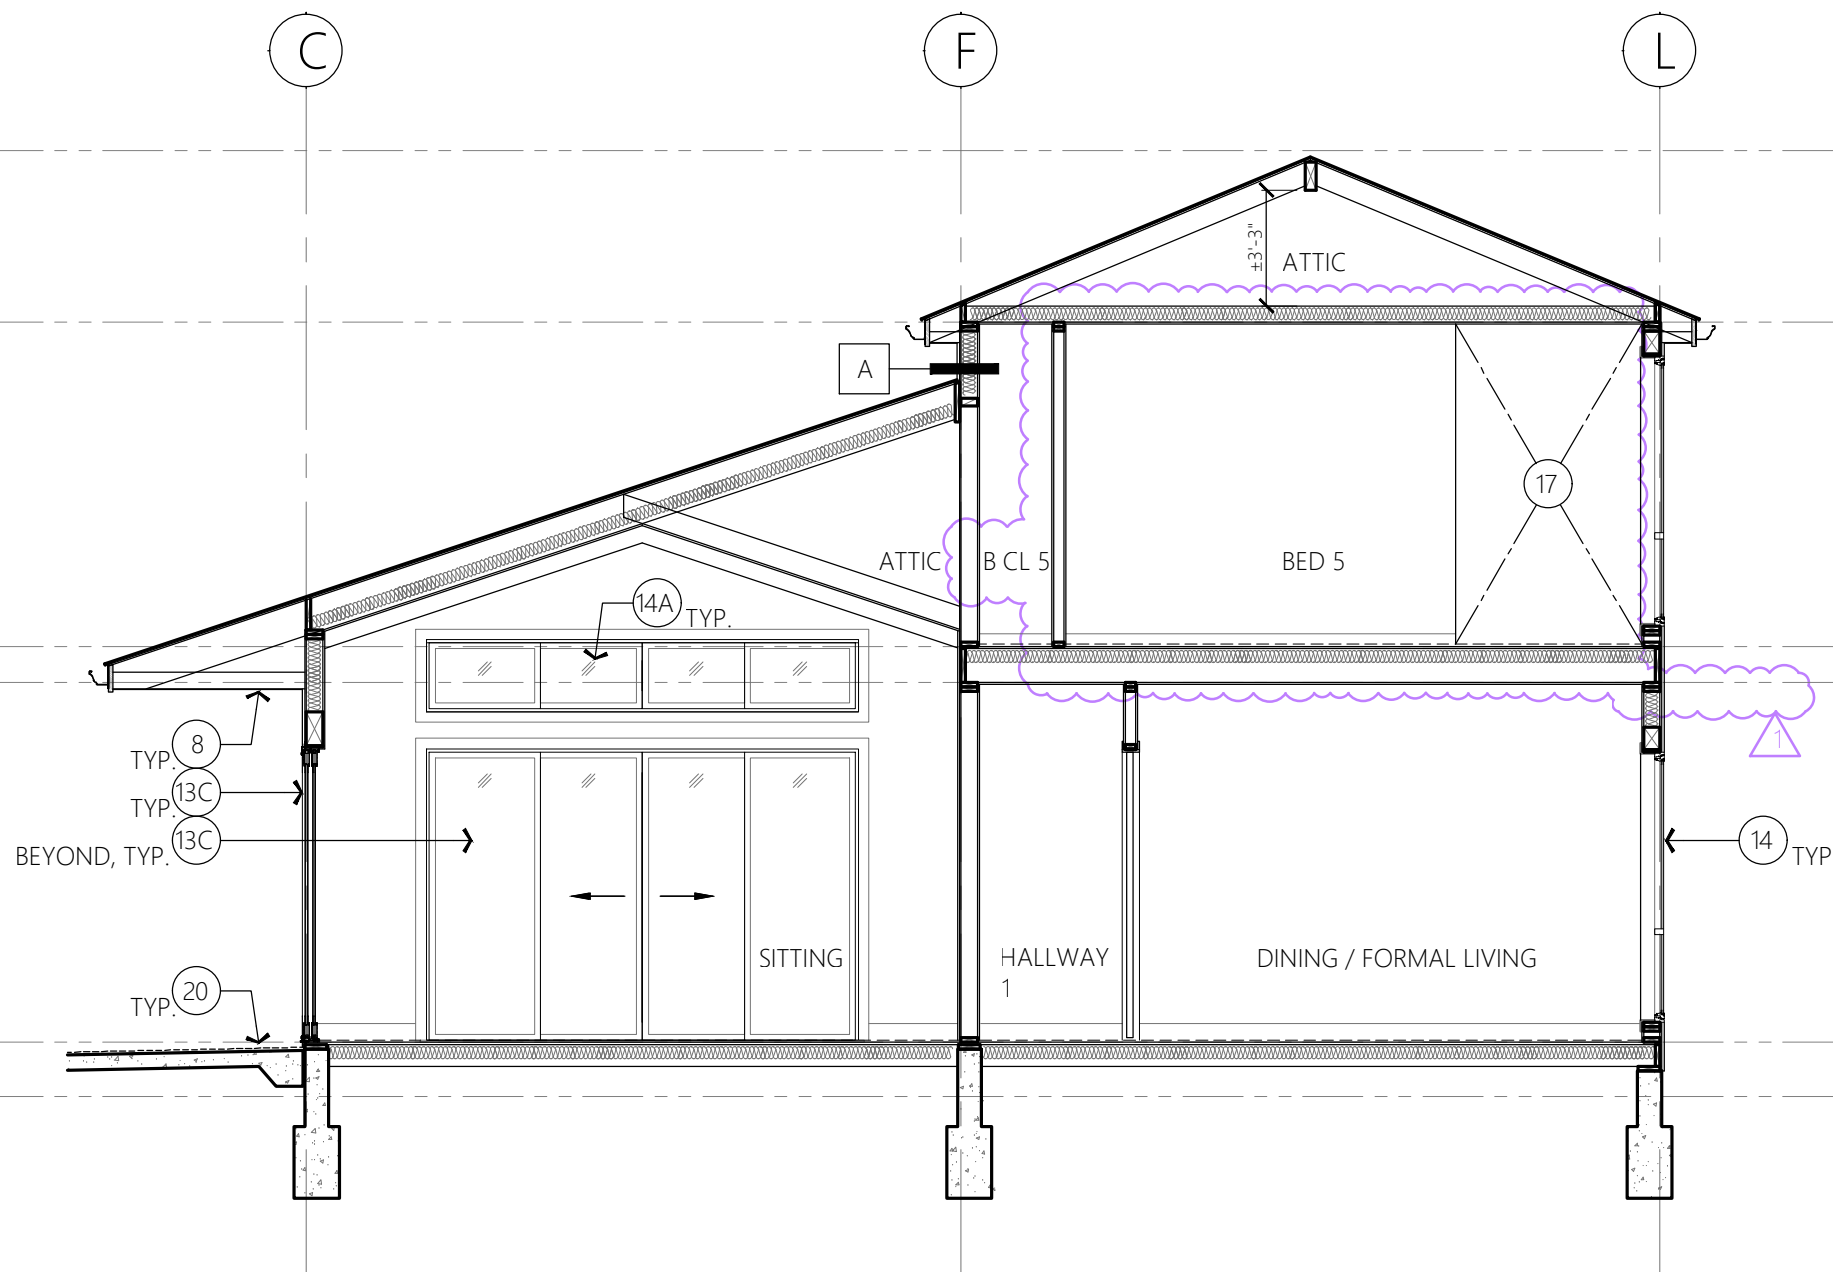 C
F
L
±3'-3"
ATTIC
A
17
ATTIC
B CL 5
BED 5
14A
TYP.
8
TYP.
13C
TYP.
13C
BEYOND, TYP.
1
14
TYP
SITTING
HALLWAY
1
DINING / FORMAL LIVING
20
TYP.